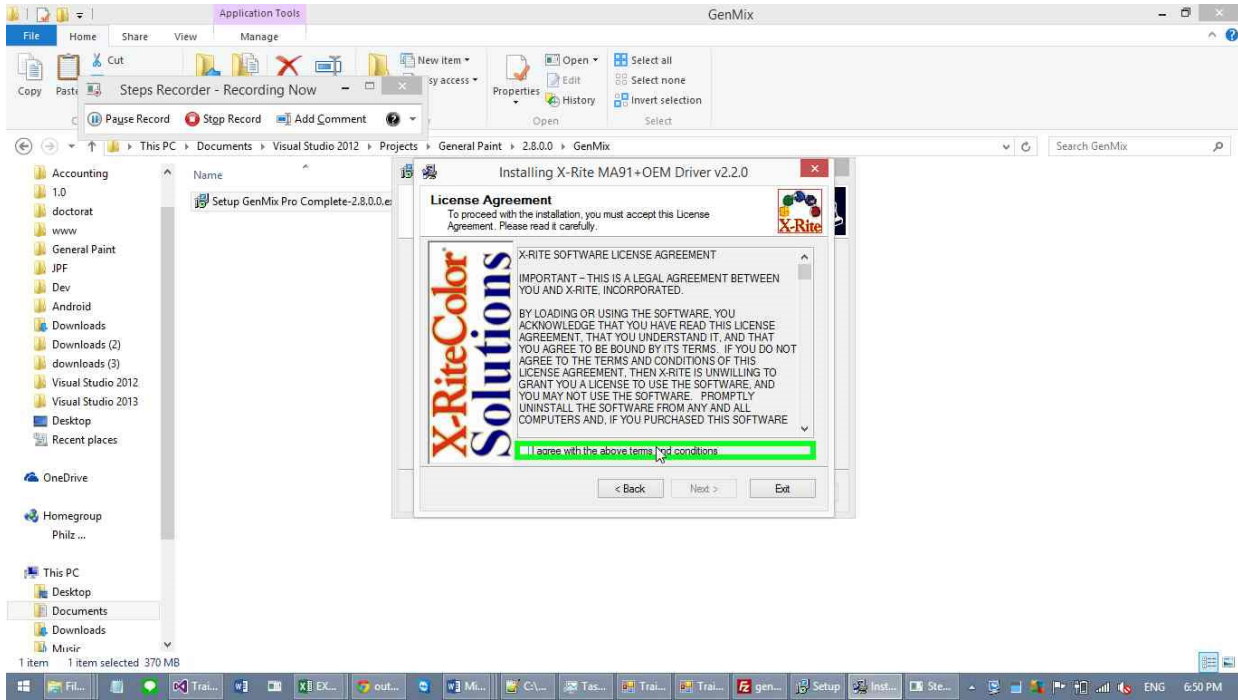 Application Tools
GenMix
File
Home
Share
View
Manage
Copy
Cut
New item
Open
Edit
History
Properties
Select all
Select none
Invert selection
Open
Select
Steps Recorder - Recording Now
Pause Record
Stop Record
Add Comment
This PC
Documents
Visual Studio 2012
Projects
General Paint
2.8.0.0
GenMix
Search GenMix
Accounting
1.0
doctorat
www
General Paint
JPF
Dev
Android
Downloads
Downloads (2)
downloads (3)
Visual Studio 2012
Visual Studio 2013
Desktop
Recent places
OneDrive
Homegroup
Philz ...
This PC
Desktop
Documents
Downloads
Music
Name
Setup GenMix Pro Complete-2.8.0.0.e
Installing X-Rite MA91+OEM Driver v2.2.0
License Agreement
To proceed with the installation, you must accept this License
Agreement. Please read it carefully.
X-Rite
X-RiteColor
Solutions
X-RITE SOFTWARE LICENSE AGREEMENT
IMPORTANT – THIS IS A LEGAL AGREEMENT BETWEEN
YOU AND X-RITE, INCORPORATED.
BY LOADING OR USING THE SOFTWARE, YOU
ACKNOWLEDGE THAT YOU HAVE READ THIS LICENSE
AGREEMENT, THAT YOU UNDERSTAND IT, AND THAT
YOU AGREE TO BE BOUND BY ITS TERMS. IF YOU DO NOT
AGREE TO THE TERMS AND CONDITIONS OF THIS
LICENSE AGREEMENT, THEN X-RITE IS UNWILLING TO
GRANT YOU A LICENSE TO USE THE SOFTWARE, AND
YOU MAY NOT USE THE SOFTWARE. PROMPTLY
UNINSTALL THE SOFTWARE FROM ANY AND ALL
COMPUTERS AND, IF YOU PURCHASED THIS SOFTWARE
I agree with the above terms and conditions
< Back
Next >
Exit
1 item
1 item selected 370 MB
Fil...
Trai...
EX...
out...
Mi...
C:\...
Tas...
Trai...
Trai...
gen...
Setup
Inst...
Ste...
ENG
6:50 PM